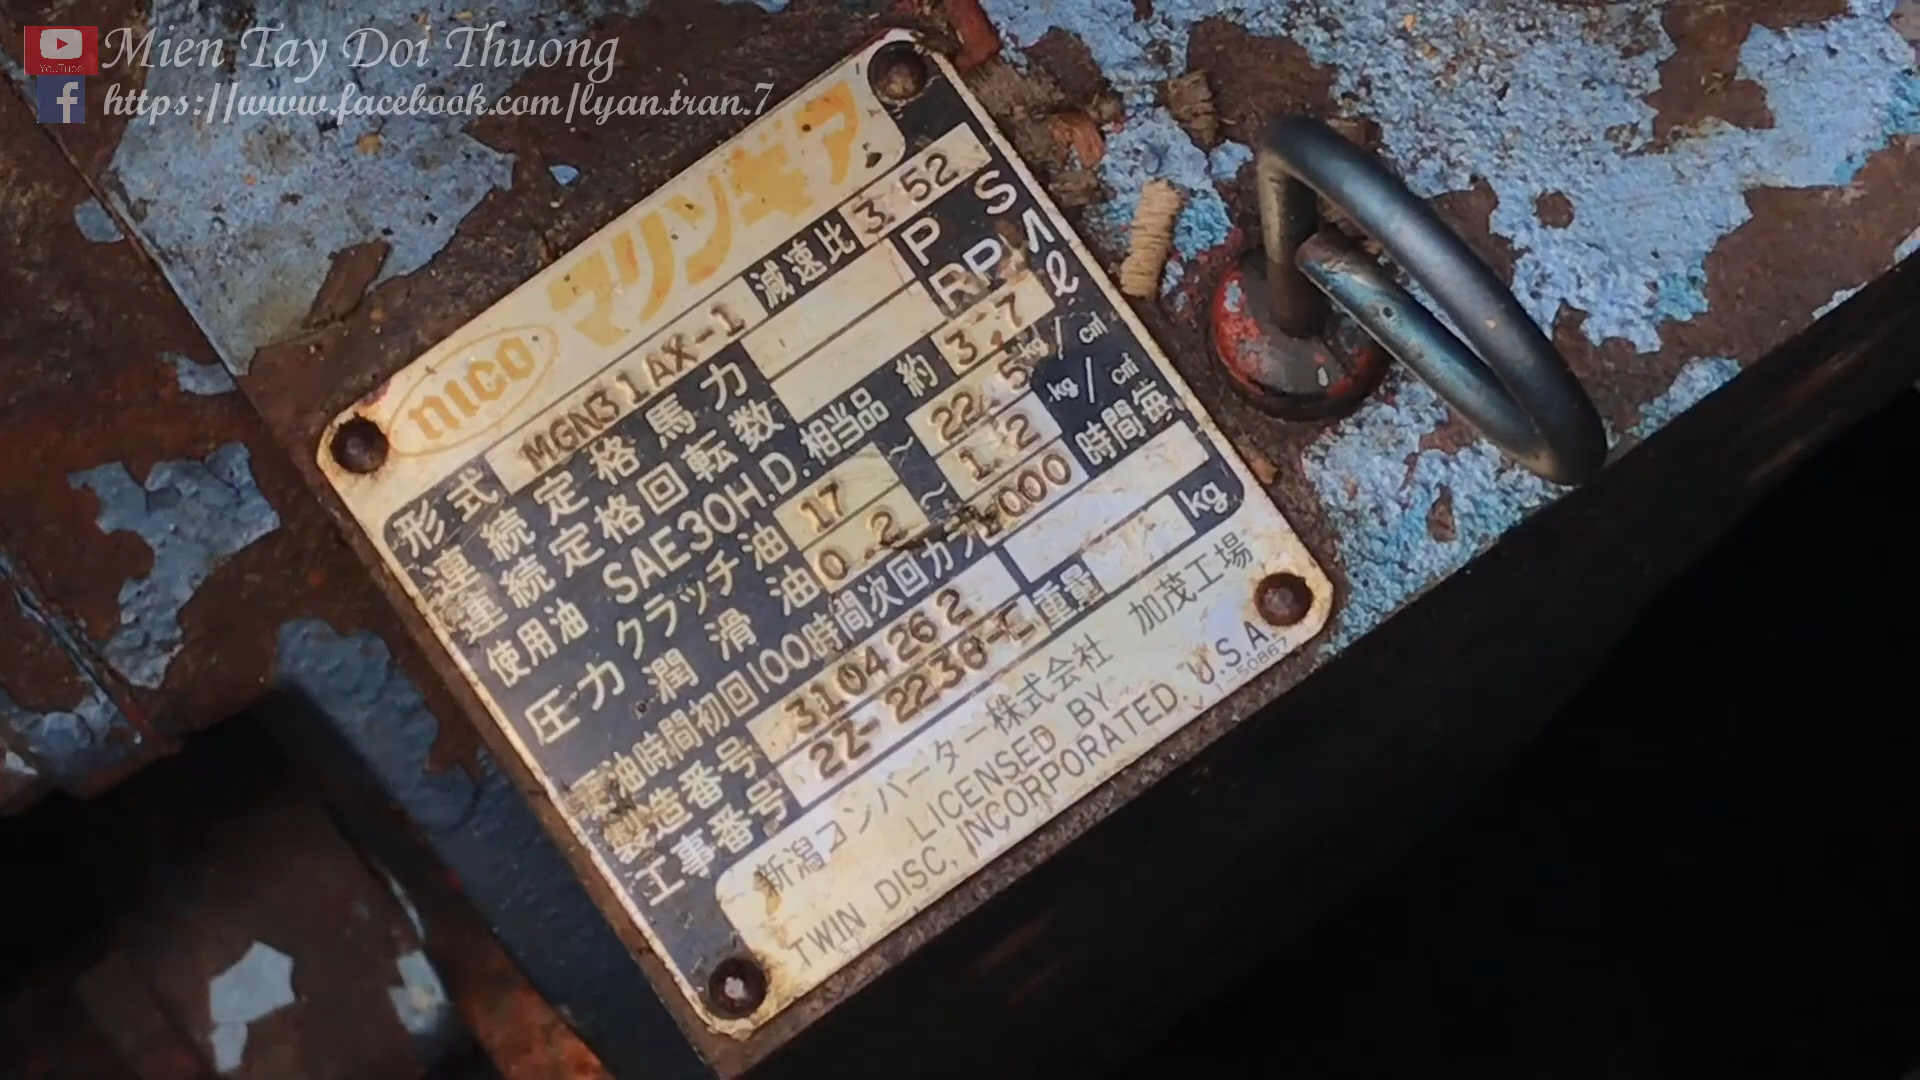 YouTube
Mien Tay Doi Thuong
f https://www.facebook.com/lyan.tran.7
nico マリンギア
形式 MGN31AX-1 減速比 3.52
連続定格馬力 PS
連続定格回転数 RPM
使用油 SAE30H.D.相当品 約 3.7 ℓ
圧力 クラッチ油 17 ～ 22.5 kg/cm²
潤滑油 0.2 ～ 1.2 kg/cm²
油時間初回100時間次回カラ1000時間毎
製造番号 3104262
工事番号 2Z-2238-C 重量 kg
新潟コンバーター株式会社 加茂工場
LICENSED BY
TWIN DISC, INCORPORATED. U.S.A.
1-50867